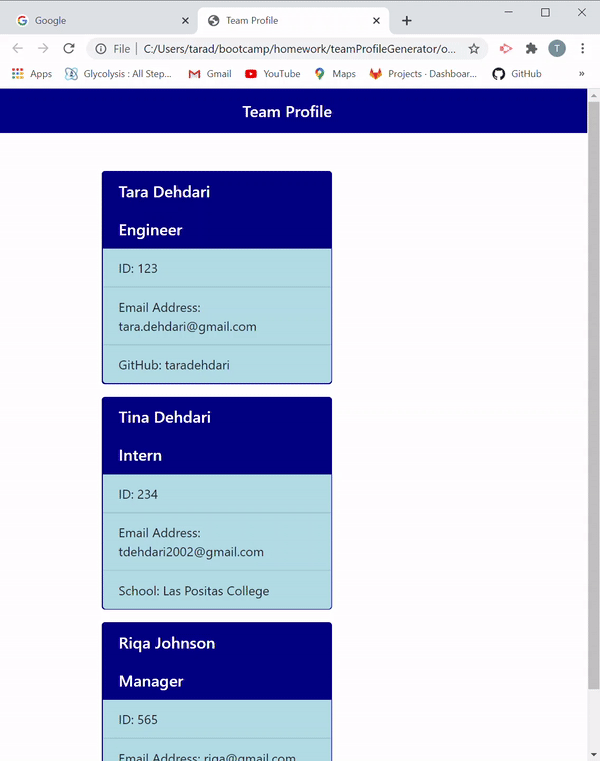 Google
Team Profile
File
C:/Users/tarad/bootcamp/homework/teamProfileGenerator/o...
T
Apps
Glycolysis : All Step...
Gmail
YouTube
Maps
Projects · Dashboar...
GitHub
»
Team Profile
Tara Dehdari
Engineer
ID: 123
Email Address:
tara.dehdari@gmail.com
GitHub: taradehdari
Tina Dehdari
Intern
ID: 234
Email Address:
tdehdari2002@gmail.com
School: Las Positas College
Riqa Johnson
Manager
ID: 565
Email Address: riqa@gmail.com